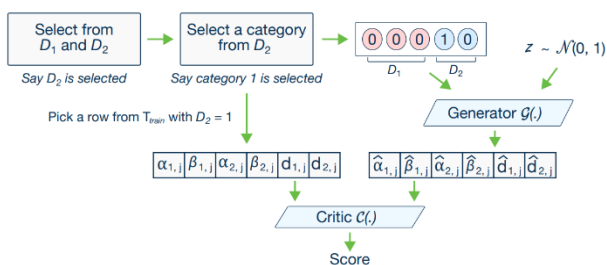 Select from
D₁ and D₂
Select a category
from D₂
0 0 0 1 0
D₁ D₂
z ~ 𝒩(0, 1)
Say D₂ is selected
Say category 1 is selected
Pick a row from T_train with D₂ = 1
Generator 𝒢(.)
α₁,ⱼ β₁,ⱼ α₂,ⱼ β₂,ⱼ d₁,ⱼ d₂,ⱼ
α̂₁,ⱼ β̂₁,ⱼ α̂₂,ⱼ β̂₂,ⱼ d̂₁,ⱼ d̂₂,ⱼ
Critic 𝒞(.)
Score